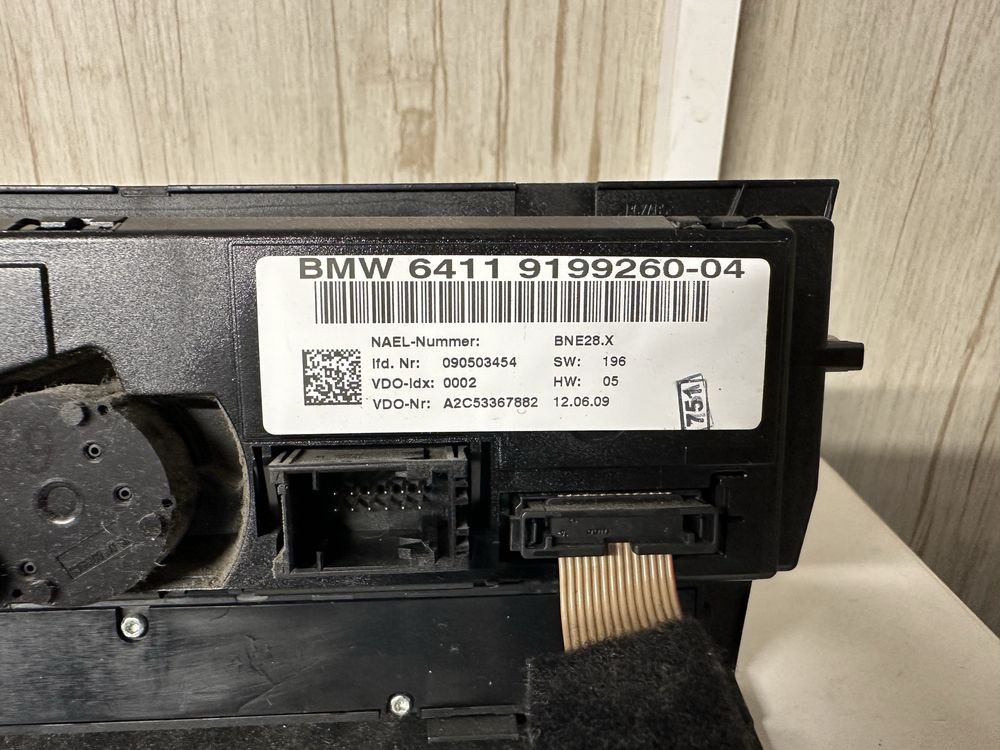 BMW 6411 9199260-04
NAEL-Nummer: BNE28.X
lfd. Nr: 090503454 SW: 196
VDO-Idx: 0002 HW: 05
VDO-Nr: A2C53367882 12.06.09
751